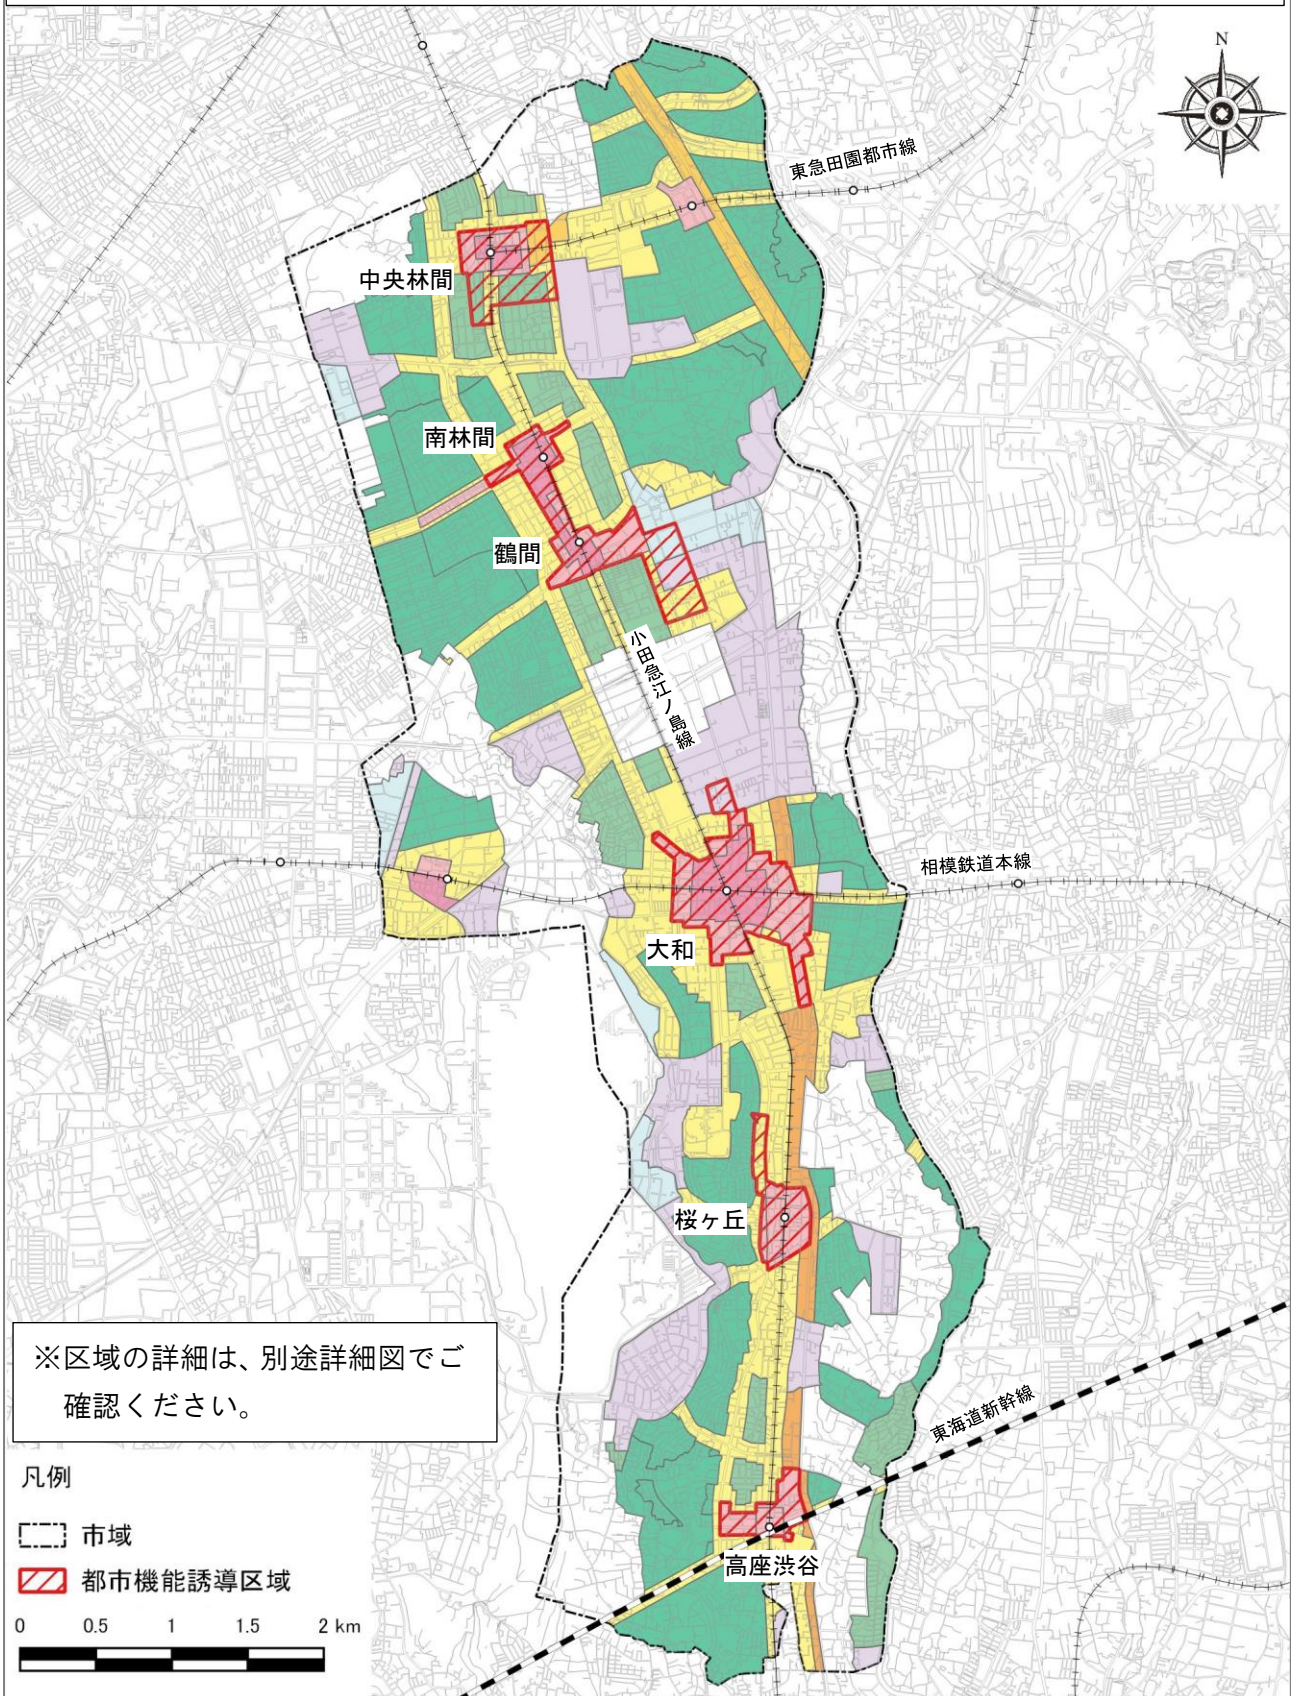 N
東急田園都市線
中央林間
南林間
鶴間
小田急江ノ島線
相模鉄道本線
大和
桜ヶ丘
※区域の詳細は、別途詳細図でご
確認ください。
東海道新幹線
凡例
市域
都市機能誘導区域
高座渋谷
0 0.5 1 1.5 2 km